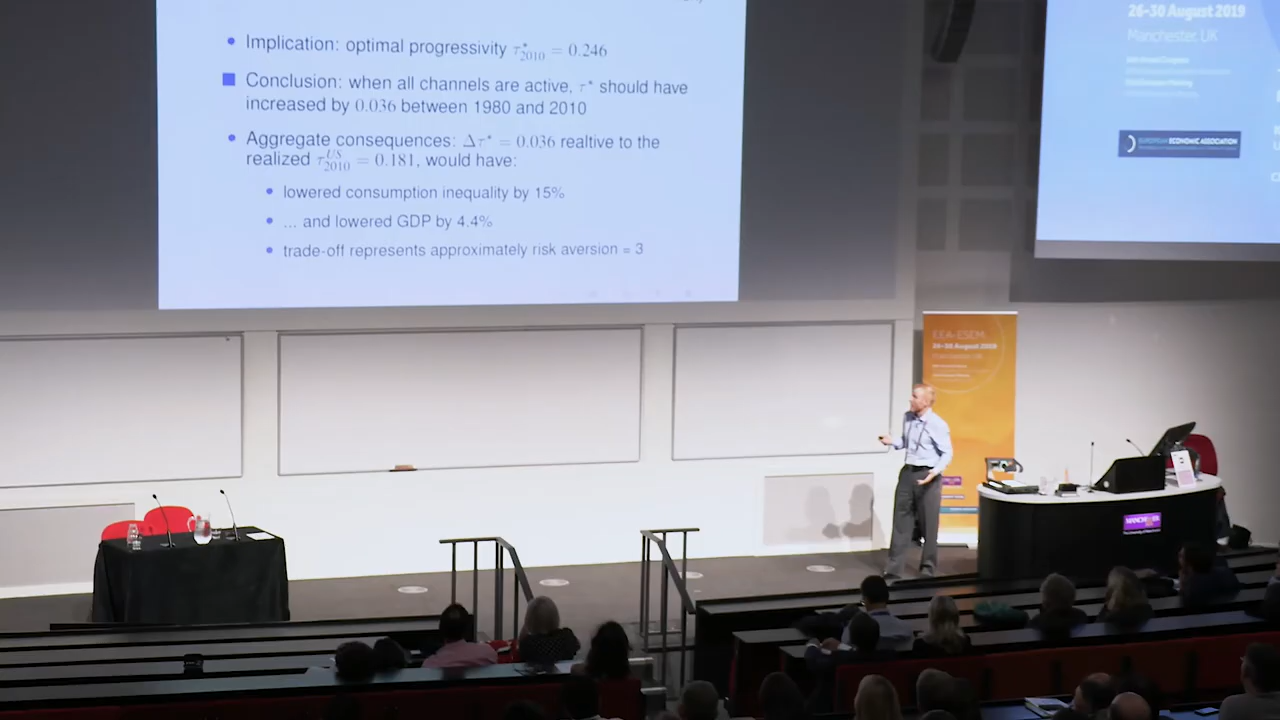 Implication: optimal progressivity τ*2010 = 0.246
Conclusion: when all channels are active, τ* should have
increased by 0.036 between 1980 and 2010
Aggregate consequences: Δτ* = 0.036 realtive to the
realized τUS2010 = 0.181, would have:
lowered consumption inequality by 15%
... and lowered GDP by 4.4%
trade-off represents approximately risk aversion = 3
26-30 August 2019
Manchester, UK
EUROPEAN ECONOMIC ASSOCIATION
EEA-ESEM
26-30 August 2019
Manchester, UK
MANCHESTER